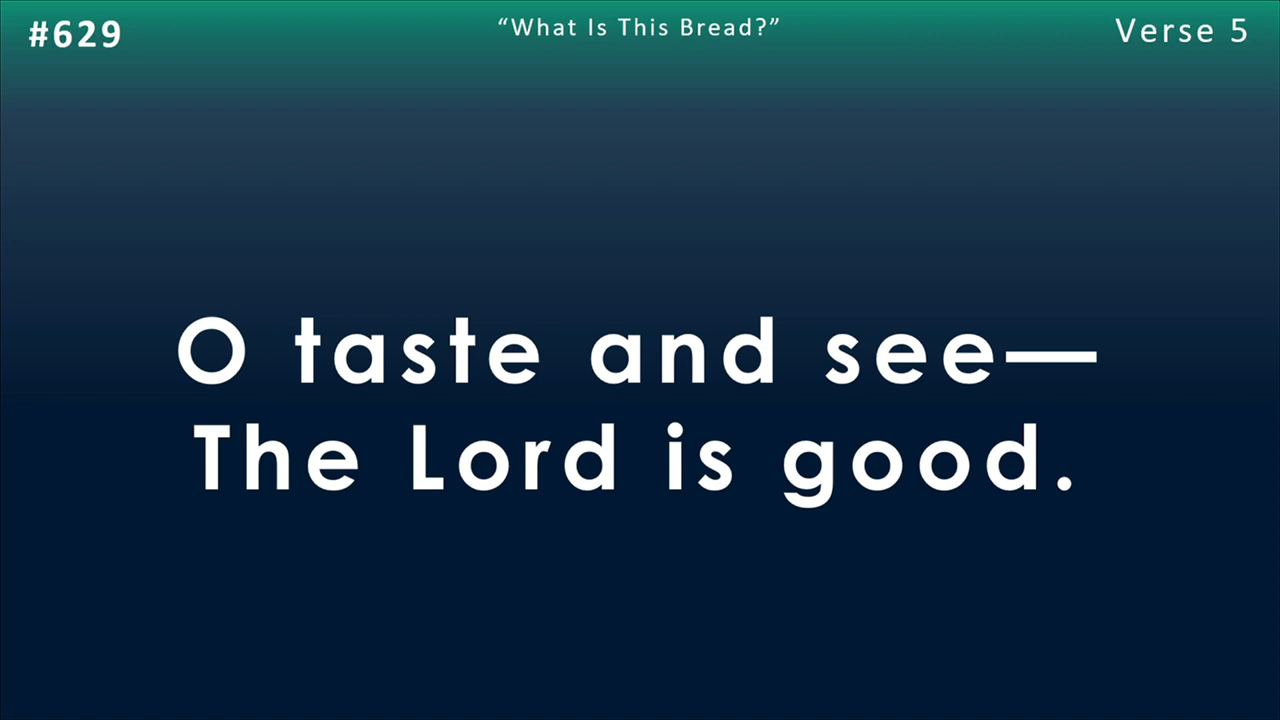 #629
“What Is This Bread?”
Verse 5
O taste and see—
The Lord is good.